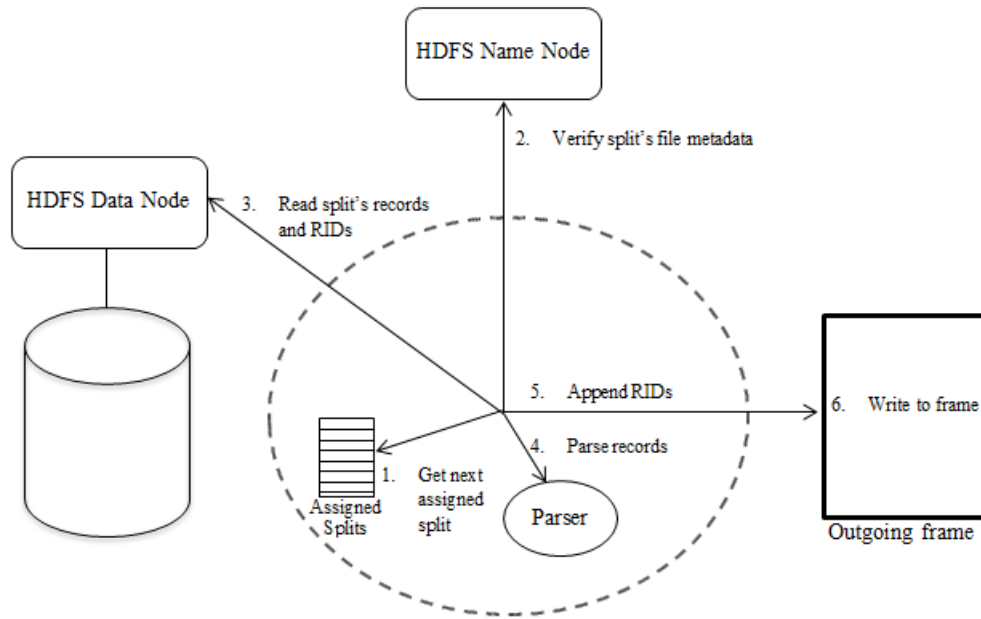 HDFS Name Node
2. Verify split's file metadata
HDFS Data Node
3. Read split's records
and RIDs
5. Append RIDs
6. Write to frame
4. Parse records
1. Get next
assigned
split
Assigned
Splits
Parser
Outgoing frame